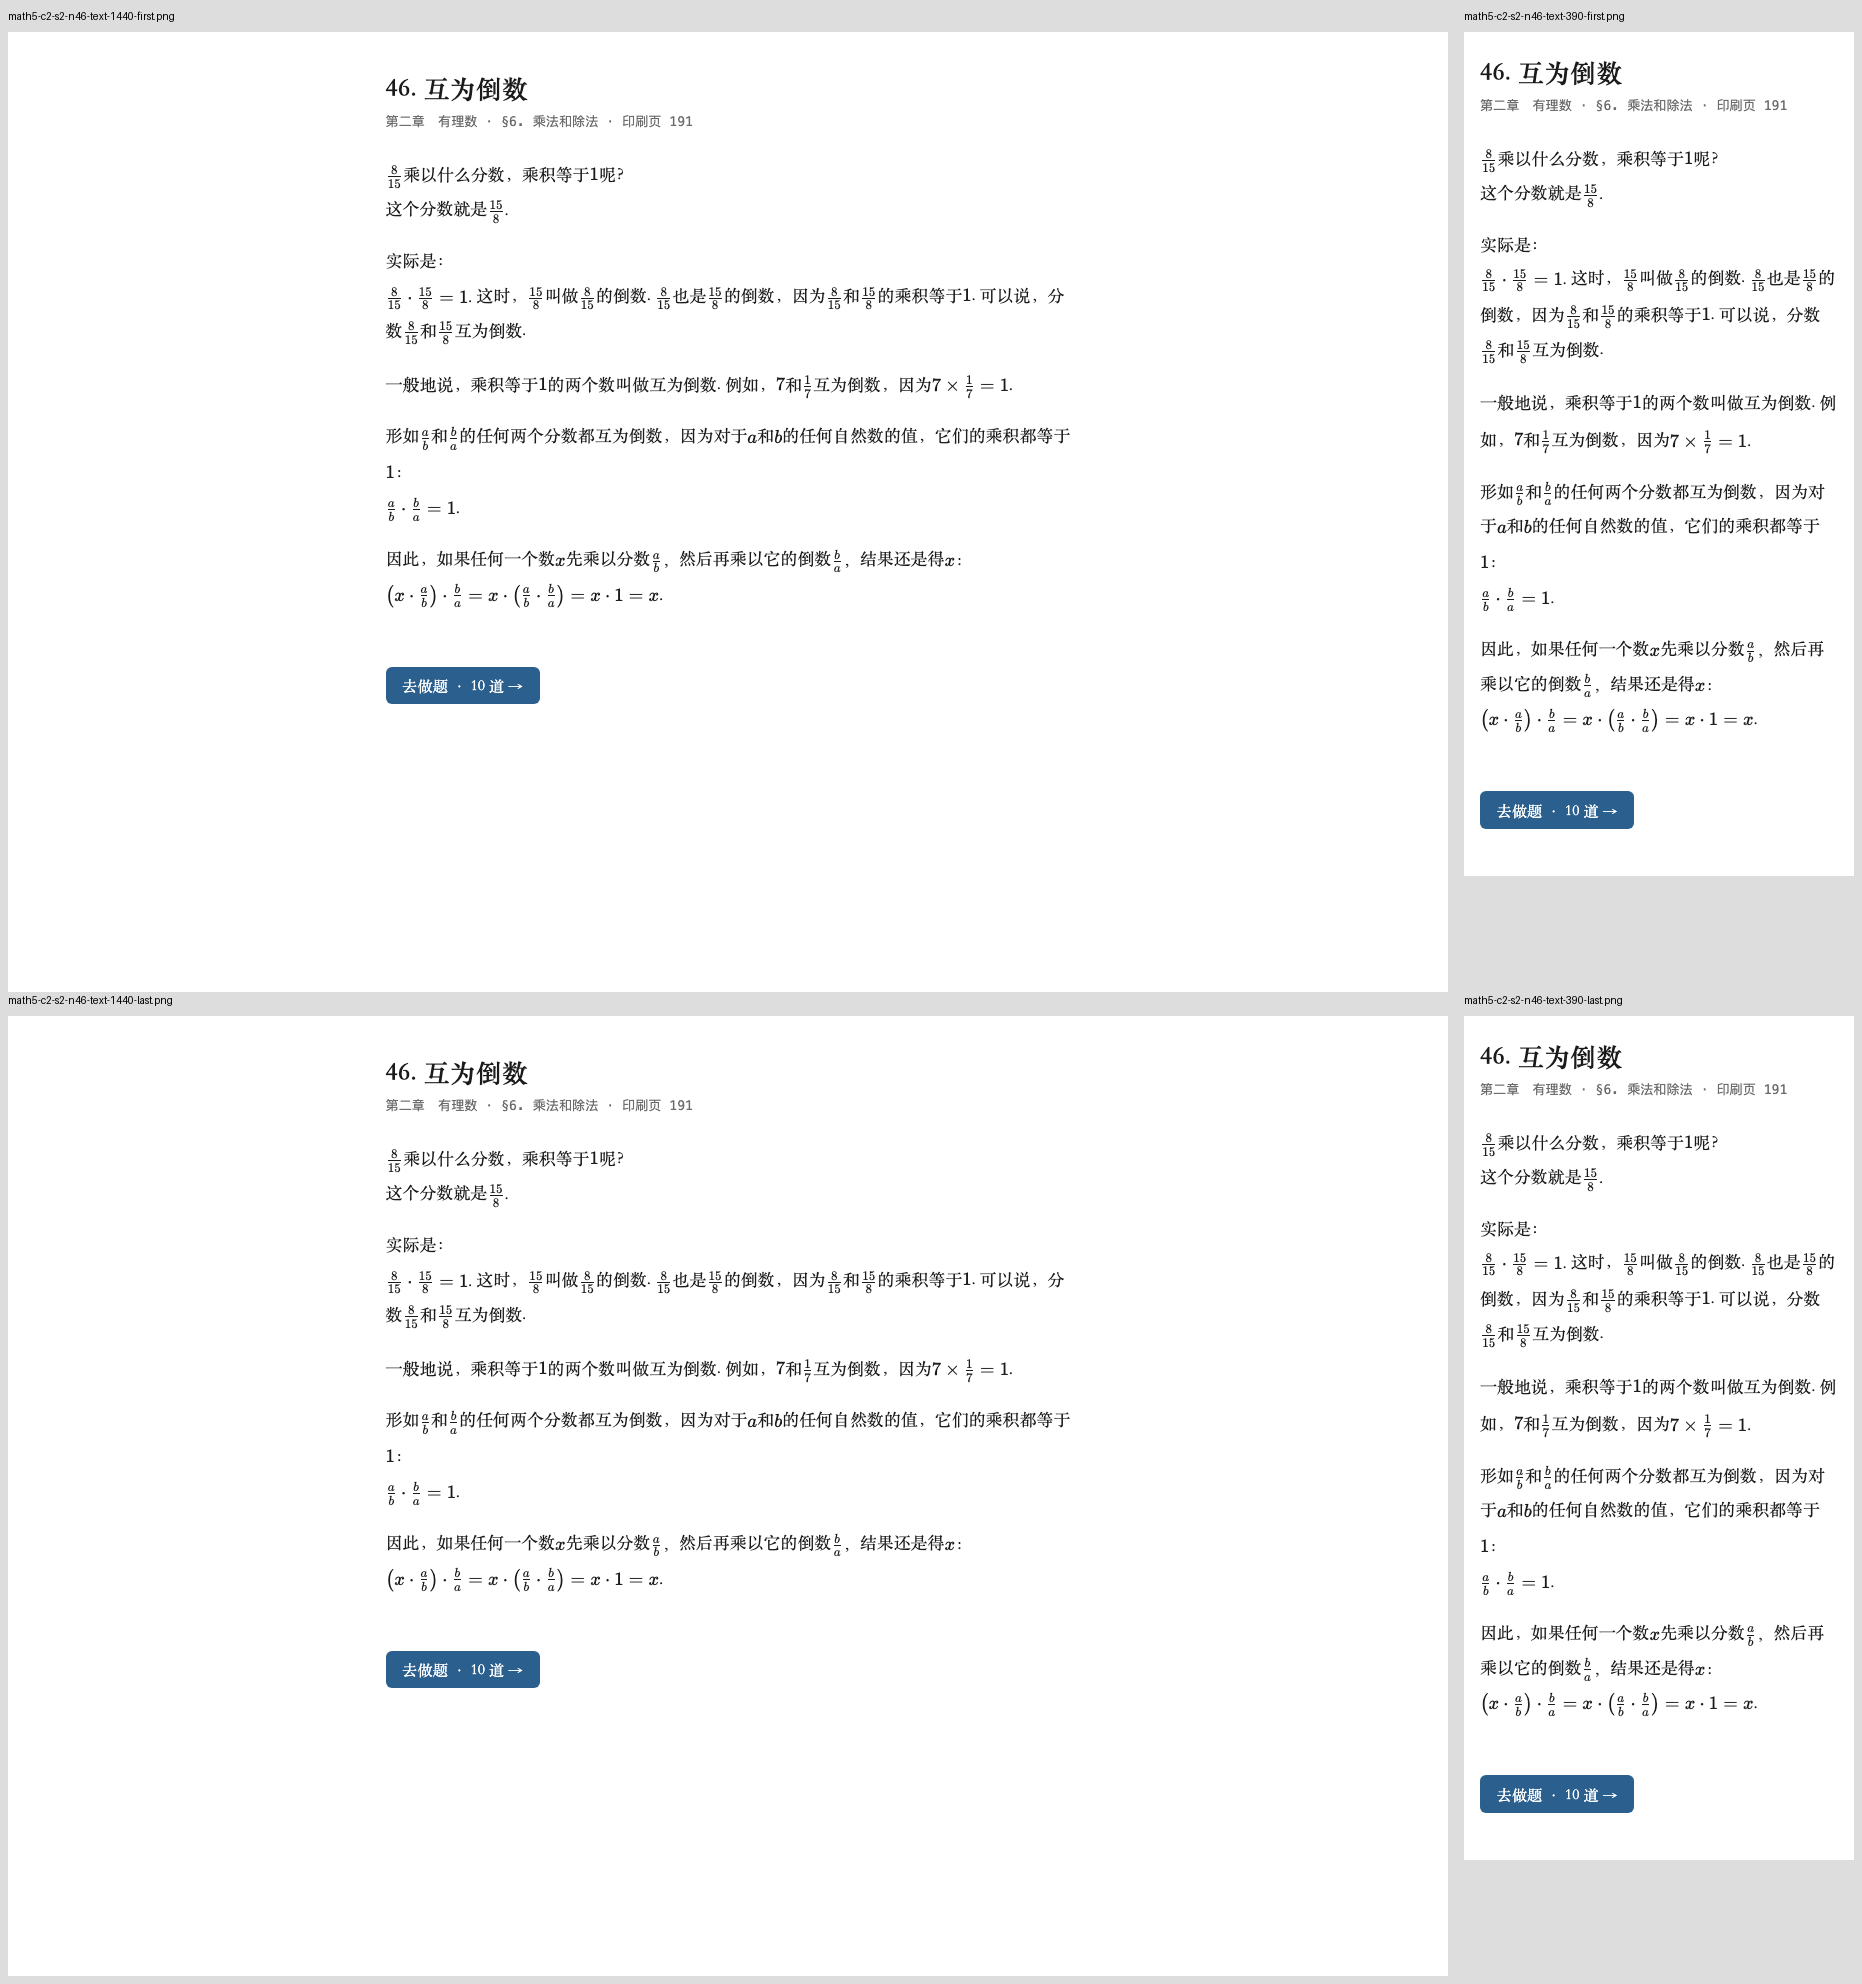 math5-c2-s2-n46-text-1440-first.png
46. 互为倒数
第二章 有理数 · §6. 乘法和除法 · 印刷页 191
8/15乘以什么分数，乘积等于1呢？
这个分数就是15/8.
实际是：
8/15 · 15/8 = 1. 这时，15/8叫做8/15的倒数. 8/15也是15/8的倒数，因为8/15和15/8的乘积等于1. 可以说，分
数8/15和15/8互为倒数.
一般地说，乘积等于1的两个数叫做互为倒数. 例如，7和1/7互为倒数，因为7 × 1/7 = 1.
形如a/b和b/a的任何两个分数都互为倒数，因为对于a和b的任何自然数的值，它们的乘积都等于
1：
a/b · b/a = 1.
因此，如果任何一个数x先乘以分数a/b，然后再乘以它的倒数b/a，结果还是得x：
(x · a/b) · b/a = x · (a/b · b/a) = x · 1 = x.
去做题 · 10 道 →
math5-c2-s2-n46-text-390-first.png
46. 互为倒数
第二章 有理数 · §6. 乘法和除法 · 印刷页 191
8/15乘以什么分数，乘积等于1呢？
这个分数就是15/8.
实际是：
8/15 · 15/8 = 1. 这时，15/8叫做8/15的倒数. 8/15也是15/8的
倒数，因为8/15和15/8的乘积等于1. 可以说，分数
8/15和15/8互为倒数.
一般地说，乘积等于1的两个数叫做互为倒数. 例
如，7和1/7互为倒数，因为7 × 1/7 = 1.
形如a/b和b/a的任何两个分数都互为倒数，因为对
于a和b的任何自然数的值，它们的乘积都等于
1：
a/b · b/a = 1.
因此，如果任何一个数x先乘以分数a/b，然后再
乘以它的倒数b/a，结果还是得x：
(x · a/b) · b/a = x · (a/b · b/a) = x · 1 = x.
去做题 · 10 道 →
math5-c2-s2-n46-text-1440-last.png
46. 互为倒数
第二章 有理数 · §6. 乘法和除法 · 印刷页 191
8/15乘以什么分数，乘积等于1呢？
这个分数就是15/8.
实际是：
8/15 · 15/8 = 1. 这时，15/8叫做8/15的倒数. 8/15也是15/8的倒数，因为8/15和15/8的乘积等于1. 可以说，分
数8/15和15/8互为倒数.
一般地说，乘积等于1的两个数叫做互为倒数. 例如，7和1/7互为倒数，因为7 × 1/7 = 1.
形如a/b和b/a的任何两个分数都互为倒数，因为对于a和b的任何自然数的值，它们的乘积都等于
1：
a/b · b/a = 1.
因此，如果任何一个数x先乘以分数a/b，然后再乘以它的倒数b/a，结果还是得x：
(x · a/b) · b/a = x · (a/b · b/a) = x · 1 = x.
去做题 · 10 道 →
math5-c2-s2-n46-text-390-last.png
46. 互为倒数
第二章 有理数 · §6. 乘法和除法 · 印刷页 191
8/15乘以什么分数，乘积等于1呢？
这个分数就是15/8.
实际是：
8/15 · 15/8 = 1. 这时，15/8叫做8/15的倒数. 8/15也是15/8的
倒数，因为8/15和15/8的乘积等于1. 可以说，分数
8/15和15/8互为倒数.
一般地说，乘积等于1的两个数叫做互为倒数. 例
如，7和1/7互为倒数，因为7 × 1/7 = 1.
形如a/b和b/a的任何两个分数都互为倒数，因为对
于a和b的任何自然数的值，它们的乘积都等于
1：
a/b · b/a = 1.
因此，如果任何一个数x先乘以分数a/b，然后再
乘以它的倒数b/a，结果还是得x：
(x · a/b) · b/a = x · (a/b · b/a) = x · 1 = x.
去做题 · 10 道 →